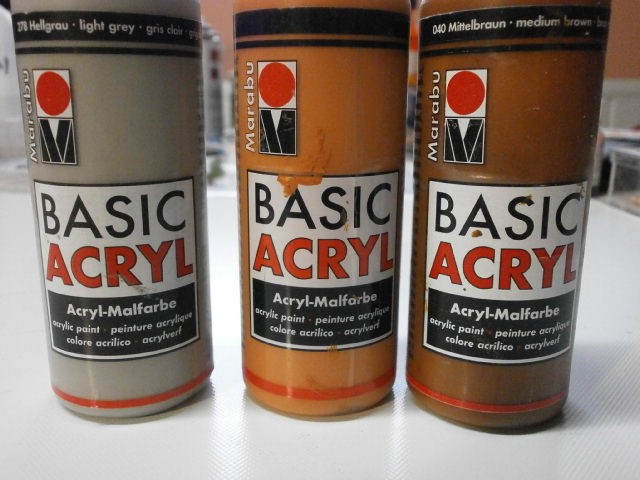 278 Hellgrau · light grey · gris clair ·
Marabu
BASIC
ACRYL
Acryl-Malfarbe
acrylic paint · peinture acrylique
colore acrilico · acrylverf
Marabu
BASIC
ACRYL
Acryl-Malfarbe
acrylic paint · peinture acrylique
colore acrilico · acrylverf
040 Mittelbraun · medium brown ·
Marabu
BASIC
ACRYL
Acryl-Malfarbe
acrylic paint · peinture acrylique
colore acrilico · acrylverf